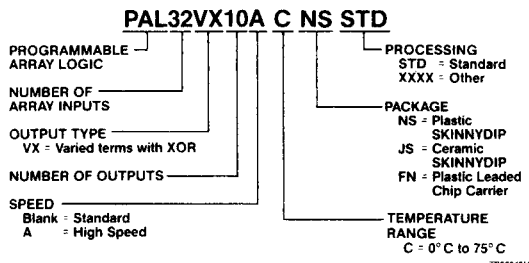 PAL32VX10A C NS STD
PROGRAMMABLE
ARRAY LOGIC
NUMBER OF
ARRAY INPUTS
OUTPUT TYPE
VX = Varied terms with XOR
NUMBER OF OUTPUTS
SPEED
Blank = Standard
A = High Speed
PROCESSING
STD = Standard
XXXX = Other
PACKAGE
NS = Plastic
SKINNYDIP
JS = Ceramic
SKINNYDIP
FN = Plastic Leaded
Chip Carrier
TEMPERATURE
RANGE
C = 0°C to 75°C